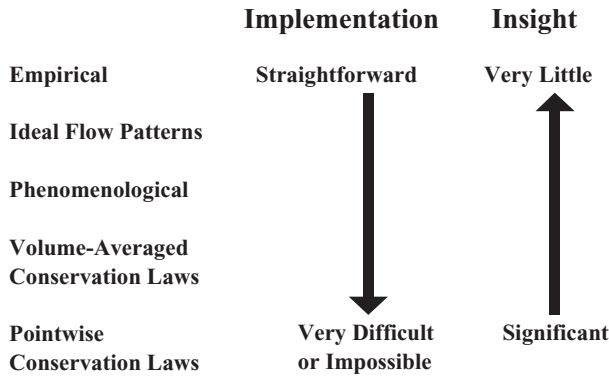 Implementation Insight
Empirical Straightforward Very Little
Ideal Flow Patterns
Phenomenological
Volume-Averaged
Conservation Laws
Pointwise Very Difficult Significant
Conservation Laws or Impossible